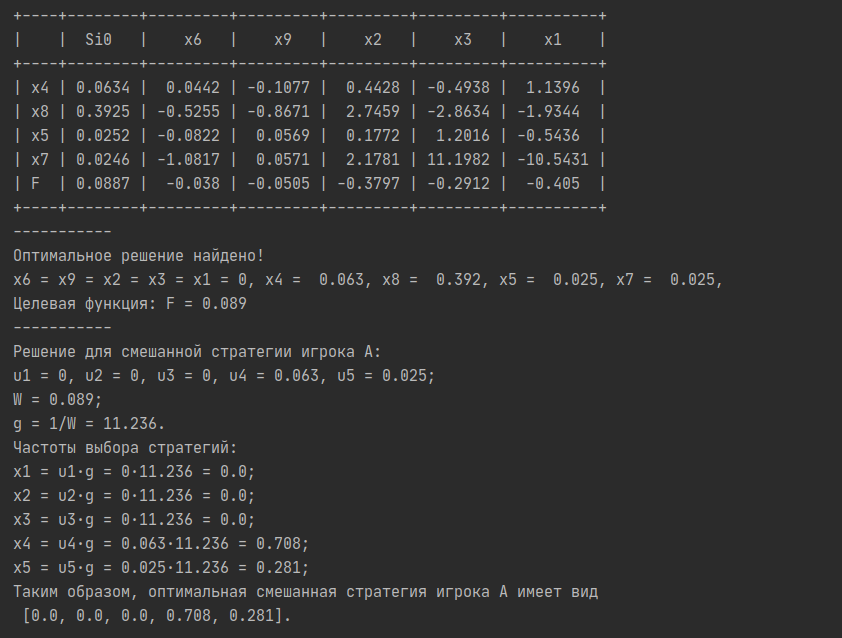 +----+--------+---------+---------+---------+---------+----------+
|    |  Si0   |    x6   |    x9   |    x2   |    x3   |    x1    |
+----+--------+---------+---------+---------+---------+----------+
| x4 | 0.0634 |  0.0442 | -0.1077 |  0.4428 | -0.4938 |  1.1396  |
| x8 | 0.3925 | -0.5255 | -0.8671 |  2.7459 | -2.8634 | -1.9344  |
| x5 | 0.0252 | -0.0822 |  0.0569 |  0.1772 |  1.2016 | -0.5436  |
| x7 | 0.0246 | -1.0817 |  0.0571 |  2.1781 | 11.1982 | -10.5431 |
| F  | 0.0887 |  -0.038 | -0.0505 | -0.3797 | -0.2912 |  -0.405  |
+----+--------+---------+---------+---------+---------+----------+
-----------
Оптимальное решение найдено!
x6 = x9 = x2 = x3 = x1 = 0, x4 =  0.063, x8 =  0.392, x5 =  0.025, x7 =  0.025,
Целевая функция: F = 0.089
-----------
Решение для смешанной стратегии игрока А:
u1 = 0, u2 = 0, u3 = 0, u4 = 0.063, u5 = 0.025;
W = 0.089;
g = 1/W = 11.236.
Частоты выбора стратегий:
x1 = u1·g = 0·11.236 = 0.0;
x2 = u2·g = 0·11.236 = 0.0;
x3 = u3·g = 0·11.236 = 0.0;
x4 = u4·g = 0.063·11.236 = 0.708;
x5 = u5·g = 0.025·11.236 = 0.281;
Таким образом, оптимальная смешанная стратегия игрока А имеет вид
 [0.0, 0.0, 0.0, 0.708, 0.281].